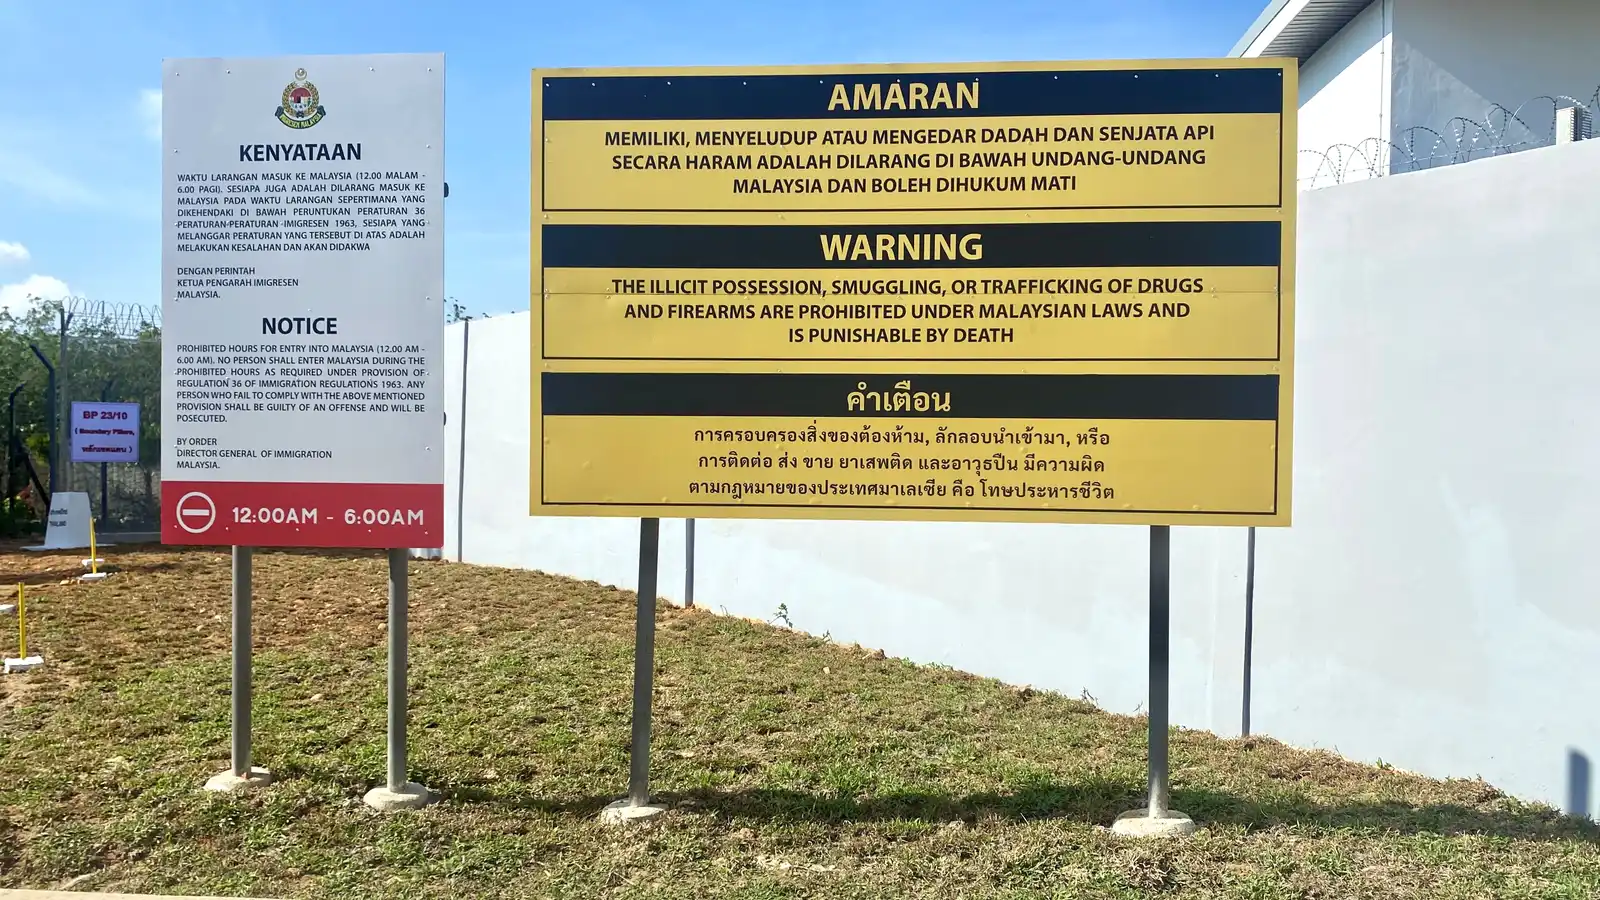 IMIGRESEN MALAYSIA
KENYATAAN
WAKTU LARANGAN MASUK KE MALAYSIA (12.00 MALAM -
6.00 PAGI). SESIAPA JUGA ADALAH DILARANG MASUK KE
MALAYSIA PADA WAKTU LARANGAN SEPERTIMANA YANG
DIKEHENDAKI DI BAWAH PERUNTUKAN PERATURAN 36
PERATURAN-PERATURAN IMIGRESEN 1963, SESIAPA YANG
MELANGGAR PERATURAN YANG TERSEBUT DI ATAS ADALAH
MELAKUKAN KESALAHAN DAN AKAN DIDAKWA
DENGAN PERINTAH
KETUA PENGARAH IMIGRESEN
MALAYSIA.
NOTICE
PROHIBITED HOURS FOR ENTRY INTO MALAYSIA (12.00 AM -
6.00 AM). NO PERSON SHALL ENTER MALAYSIA DURING THE
PROHIBITED HOURS AS REQUIRED UNDER PROVISION OF
REGULATION 36 OF IMMIGRATION REGULATIONS 1963. ANY
PERSON WHO FAIL TO COMPLY WITH THE ABOVE MENTIONED
PROVISION SHALL BE GUILTY OF AN OFFENSE AND WILL BE
POSECUTED.
BY ORDER
DIRECTOR GENERAL OF IMMIGRATION
MALAYSIA.
12:00AM - 6:00AM
AMARAN
MEMILIKI, MENYELUDUP ATAU MENGEDAR DADAH DAN SENJATA API
SECARA HARAM ADALAH DILARANG DI BAWAH UNDANG-UNDANG
MALAYSIA DAN BOLEH DIHUKUM MATI
WARNING
THE ILLICIT POSSESSION, SMUGGLING, OR TRAFFICKING OF DRUGS
AND FIREARMS ARE PROHIBITED UNDER MALAYSIAN LAWS AND
IS PUNISHABLE BY DEATH
คำเตือน
การครอบครองสิ่งของต้องห้าม, ลักลอบนำเข้ามา, หรือ
การติดต่อ ส่ง ขาย ยาเสพติด และอาวุธปืน มีความผิด
ตามกฎหมายของประเทศมาเลเซีย คือ โทษประหารชีวิต
BP 23/10
( Boundary Pillars,
หลักเขตแดน )
THAILAND